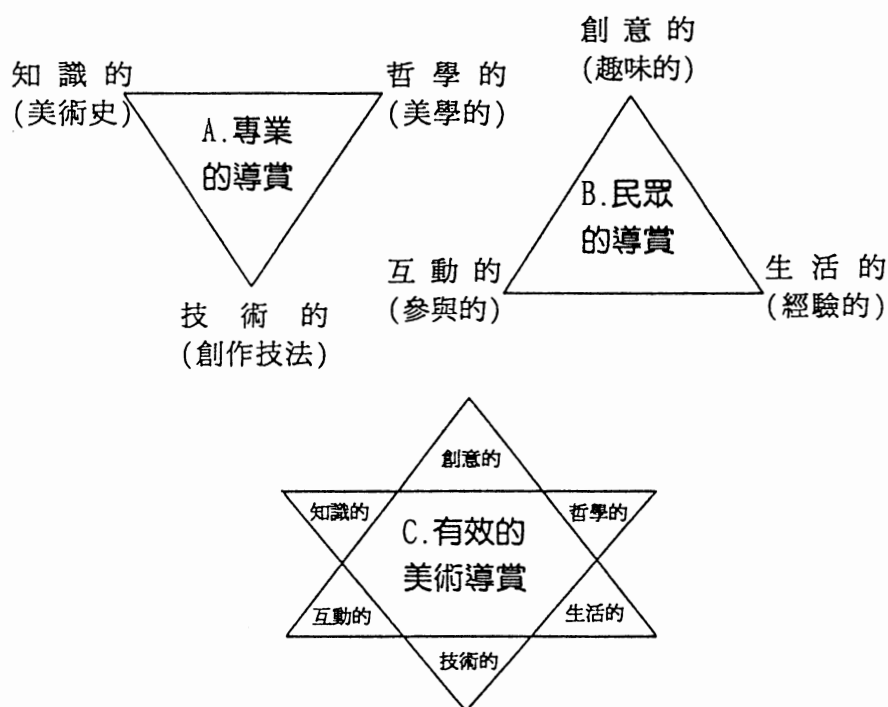 知識的
(美術史)
哲學的
(美學的)
A.專業
的導賞
技術的
(創作技法)
創意的
(趣味的)
B.民眾
的導賞
互動的
(參與的)
生活的
(經驗的)
創意的
知識的
哲學的
C.有效的
美術導賞
互動的
生活的
技術的